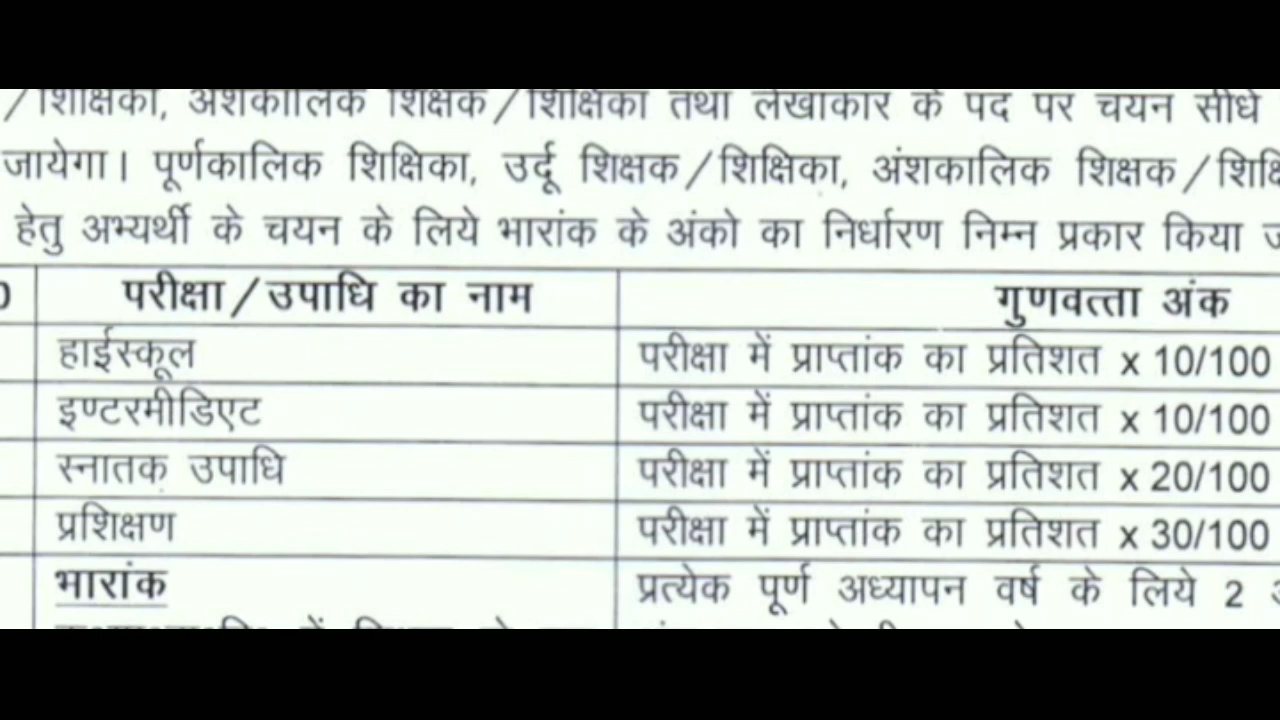 /शिक्षिका, अंशकालिक शिक्षक/शिक्षिका तथा लेखाकार के पद पर चयन सीधे
जायेगा। पूर्णकालिक शिक्षिका, उर्दू शिक्षक/शिक्षिका, अंशकालिक शिक्षक/
हेतु अभ्यर्थी के चयन के लिये भारांक के अंको का निर्धारण निम्न प्रकार किया
परीक्षा/उपाधि का नाम गुणवत्ता अंक
हाईस्कूल परीक्षा में प्राप्तांक का प्रतिशत x 10/100
इण्टरमीडिएट परीक्षा में प्राप्तांक का प्रतिशत x 10/100
स्नातक उपाधि परीक्षा में प्राप्तांक का प्रतिशत x 20/100
प्रशिक्षण परीक्षा में प्राप्तांक का प्रतिशत x 30/100
भारांक प्रत्येक पूर्ण अध्यापन वर्ष के लिये 2